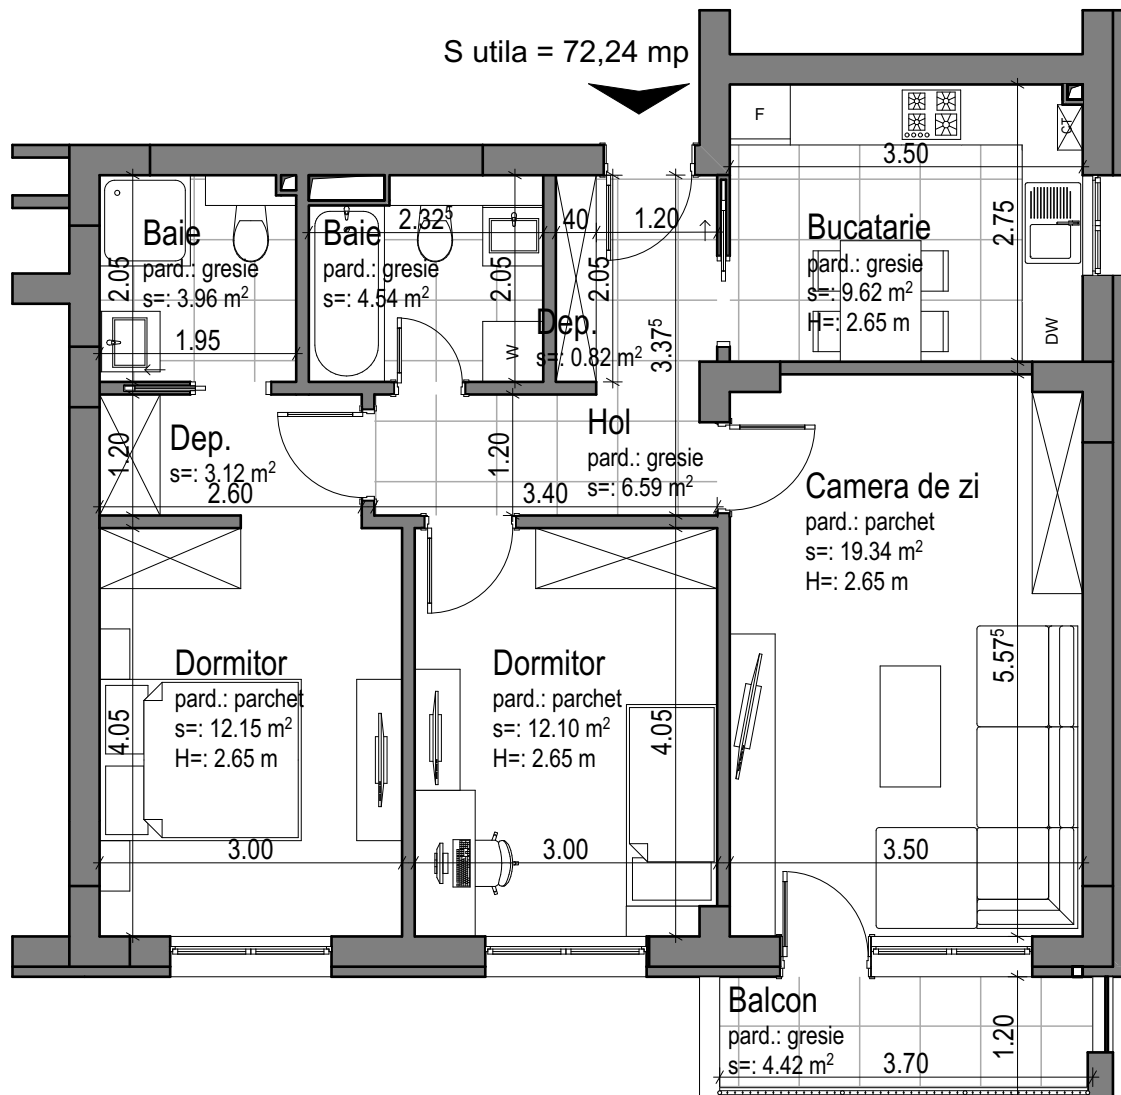 S utila = 72,24 mp
F
CT
3.50
Baie
pard.: gresie
s=: 3.96 m²
2.05
1.95
Baie
pard.: gresie
s=: 4.54 m²
2.32⁵
2.05
W
40
1.20
2.05
Dep.
s=: 0.82 m²
3.37⁵
Bucatarie
pard.: gresie
s=: 9.62 m²
H=: 2.65 m
2.75
DW
Dep.
s=: 3.12 m²
1.20
2.60
Hol
pard.: gresie
s=: 6.59 m²
1.20
3.40
Camera de zi
pard.: parchet
s=: 19.34 m²
H=: 2.65 m
5.57⁵
3.50
Dormitor
pard.: parchet
s=: 12.15 m²
H=: 2.65 m
4.05
3.00
Dormitor
pard.: parchet
s=: 12.10 m²
H=: 2.65 m
4.05
3.00
Balcon
pard.: gresie
s=: 4.42 m²
3.70
1.20